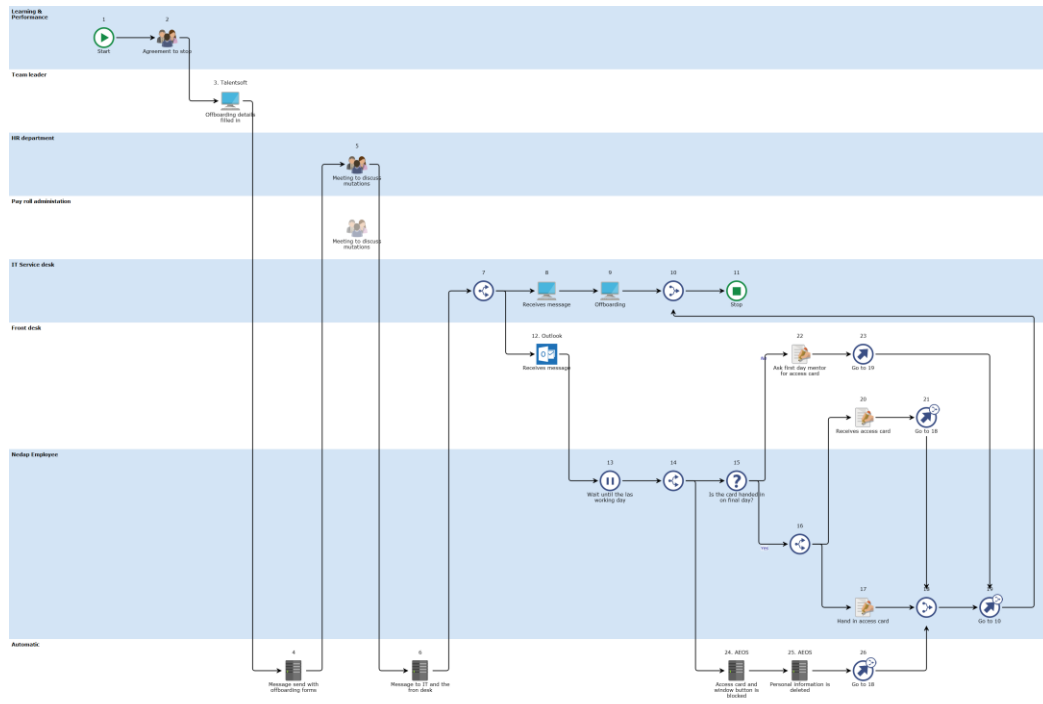 Learning &
Performance
1
2
Start
Agreement to stop
Team leader
3. Talentsoft
Offboarding details
filled in
HR department
5
Meeting to discuss
mutations
Pay roll administation
Meeting to discuss
mutations
IT Service desk
7
8
9
10
11
Receives message
Offboarding
Stop
Front desk
12. Outlook
22
23
Receives message
Ask first day mentor
for access card
Go to 19
20
21
Receives access card
Go to 18
Nedap Employee
13
14
15
Wait until the las
working day
Is the card handed in
on final day?
16
17
18
19
Hand in access card
Go to 10
Automatic
4
6
24. AEOS
25. AEOS
26
Message send with
offboarding forms
Message to IT and the
fron desk
Access card and
window button is
blocked
Personal information is
deleted
Go to 18